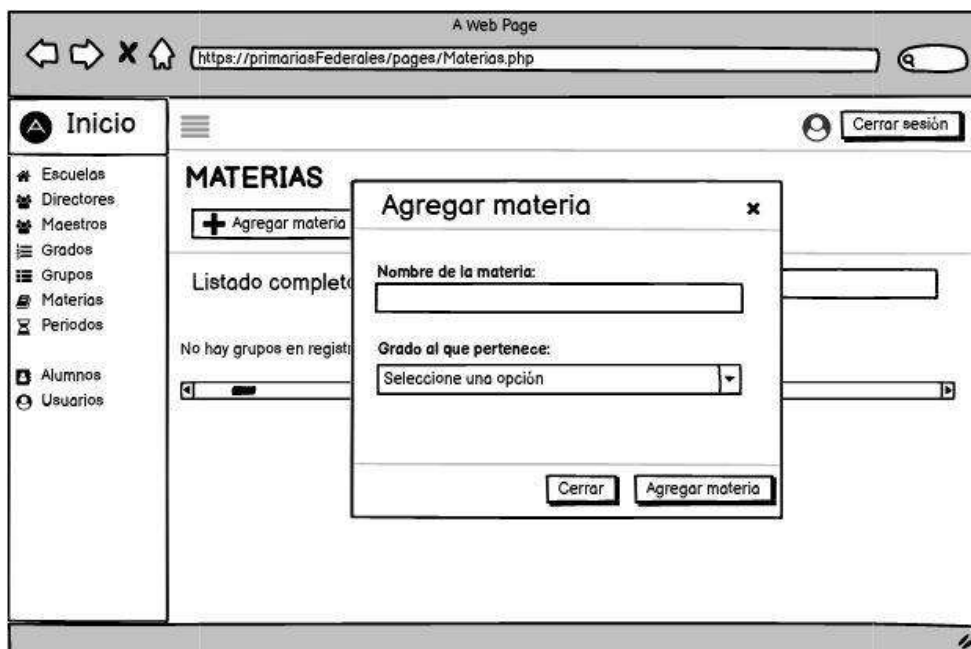 A Web Page
https://primariasFederales/pages/Materias.php
Inicio
Cerrar sesión
Escuelas
Directores
Maestros
Grados
Grupos
Materias
Periodos
Alumnos
Usuarios
MATERIAS
Agregar materia
Listado completo
No hay grupos en registr
Agregar materia
Nombre de la materia:
Grado al que pertenece:
Seleccione una opción
Cerrar
Agregar materia